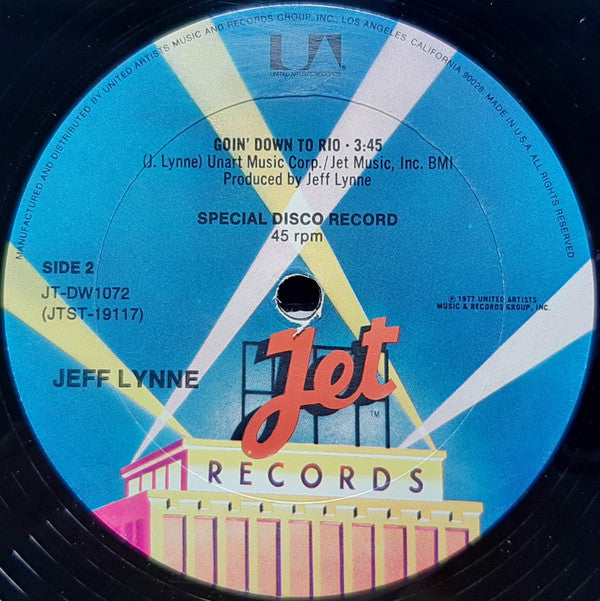 MANUFACTURED AND DISTRIBUTED BY UNITED ARTISTS MUSIC AND RECORDS GROUP, INC., LOS ANGELES, CALIFORNIA 90028. MADE IN U.S.A. ALL RIGHTS RESERVED.
UA
UNITED ARTISTS RECORDS
GOIN' DOWN TO RIO • 3:45
(J. Lynne) Unart Music Corp./Jet Music, Inc. BMI
Produced by Jeff Lynne
SPECIAL DISCO RECORD
45 rpm
SIDE 2
JT-DW1072
(JTST-19117)
℗ 1977 UNITED ARTISTS
MUSIC & RECORDS GROUP, INC.
JEFF LYNNE
Jet
TM
RECORDS